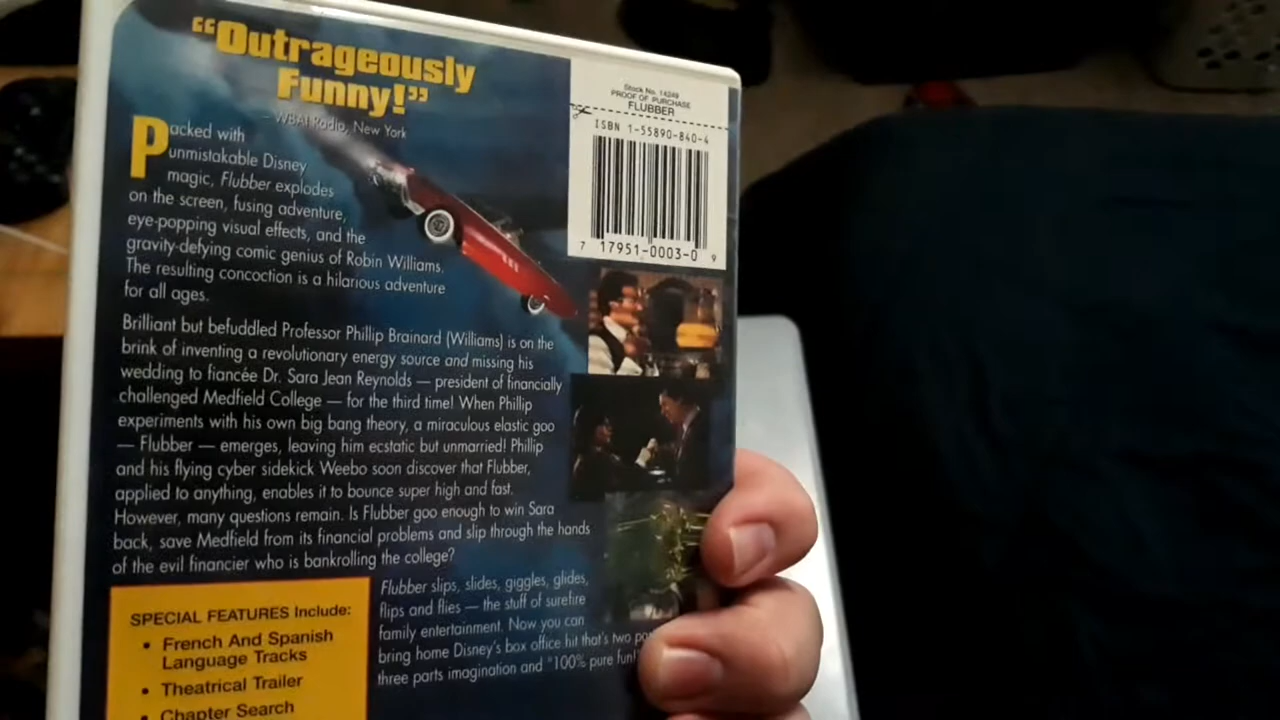 “Outrageously
Funny!”
– WBAI Radio, New York
Packed with
unmistakable Disney
magic, Flubber explodes
on the screen, fusing adventure,
eye-popping visual effects, and the
gravity-defying comic genius of Robin Williams.
The resulting concoction is a hilarious adventure
for all ages.
Brilliant but befuddled Professor Phillip Brainard (Williams) is on the
brink of inventing a revolutionary energy source and missing his
wedding to fiancée Dr. Sara Jean Reynolds — president of financially
challenged Medfield College — for the third time! When Phillip
experiments with his own big bang theory, a miraculous elastic goo
— Flubber — emerges, leaving him ecstatic but unmarried! Phillip
and his flying cyber sidekick Weebo soon discover that Flubber,
applied to anything, enables it to bounce super high and fast.
However, many questions remain. Is Flubber goo enough to win Sara
back, save Medfield from its financial problems and slip through the hands
of the evil financier who is bankrolling the college?
Flubber slips, slides, giggles, glides,
flips and flies — the stuff of surefire
family entertainment. Now you can
bring home Disney's box office hit that's two
three parts imagination and "100% pure fun!"
SPECIAL FEATURES Include:
• French And Spanish
Language Tracks
• Theatrical Trailer
• Chapter Search
Stock No. 14249
PROOF OF PURCHASE
FLUBBER
ISBN 1-55890-840-4
7 17951-0003-0 9